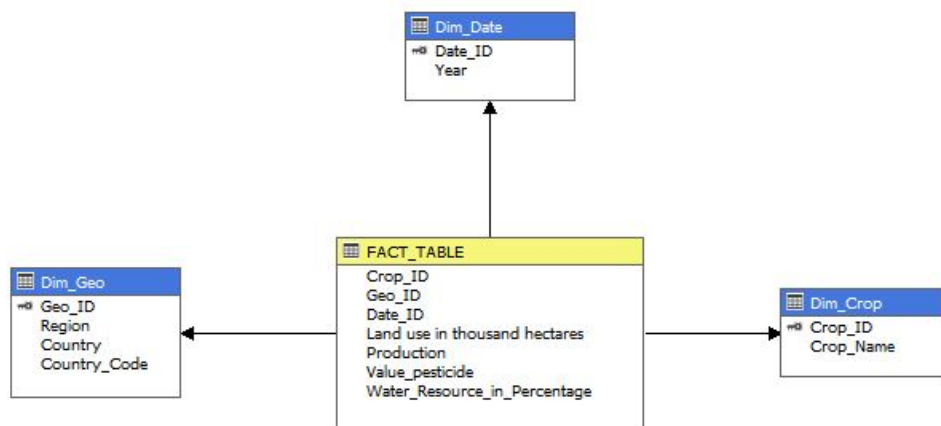 Dim_Date
Date_ID
Year
FACT_TABLE
Crop_ID
Geo_ID
Date_ID
Land use in thousand hectares
Production
Value_pesticide
Water_Resource_in_Percentage
Dim_Geo
Geo_ID
Region
Country
Country_Code
Dim_Crop
Crop_ID
Crop_Name